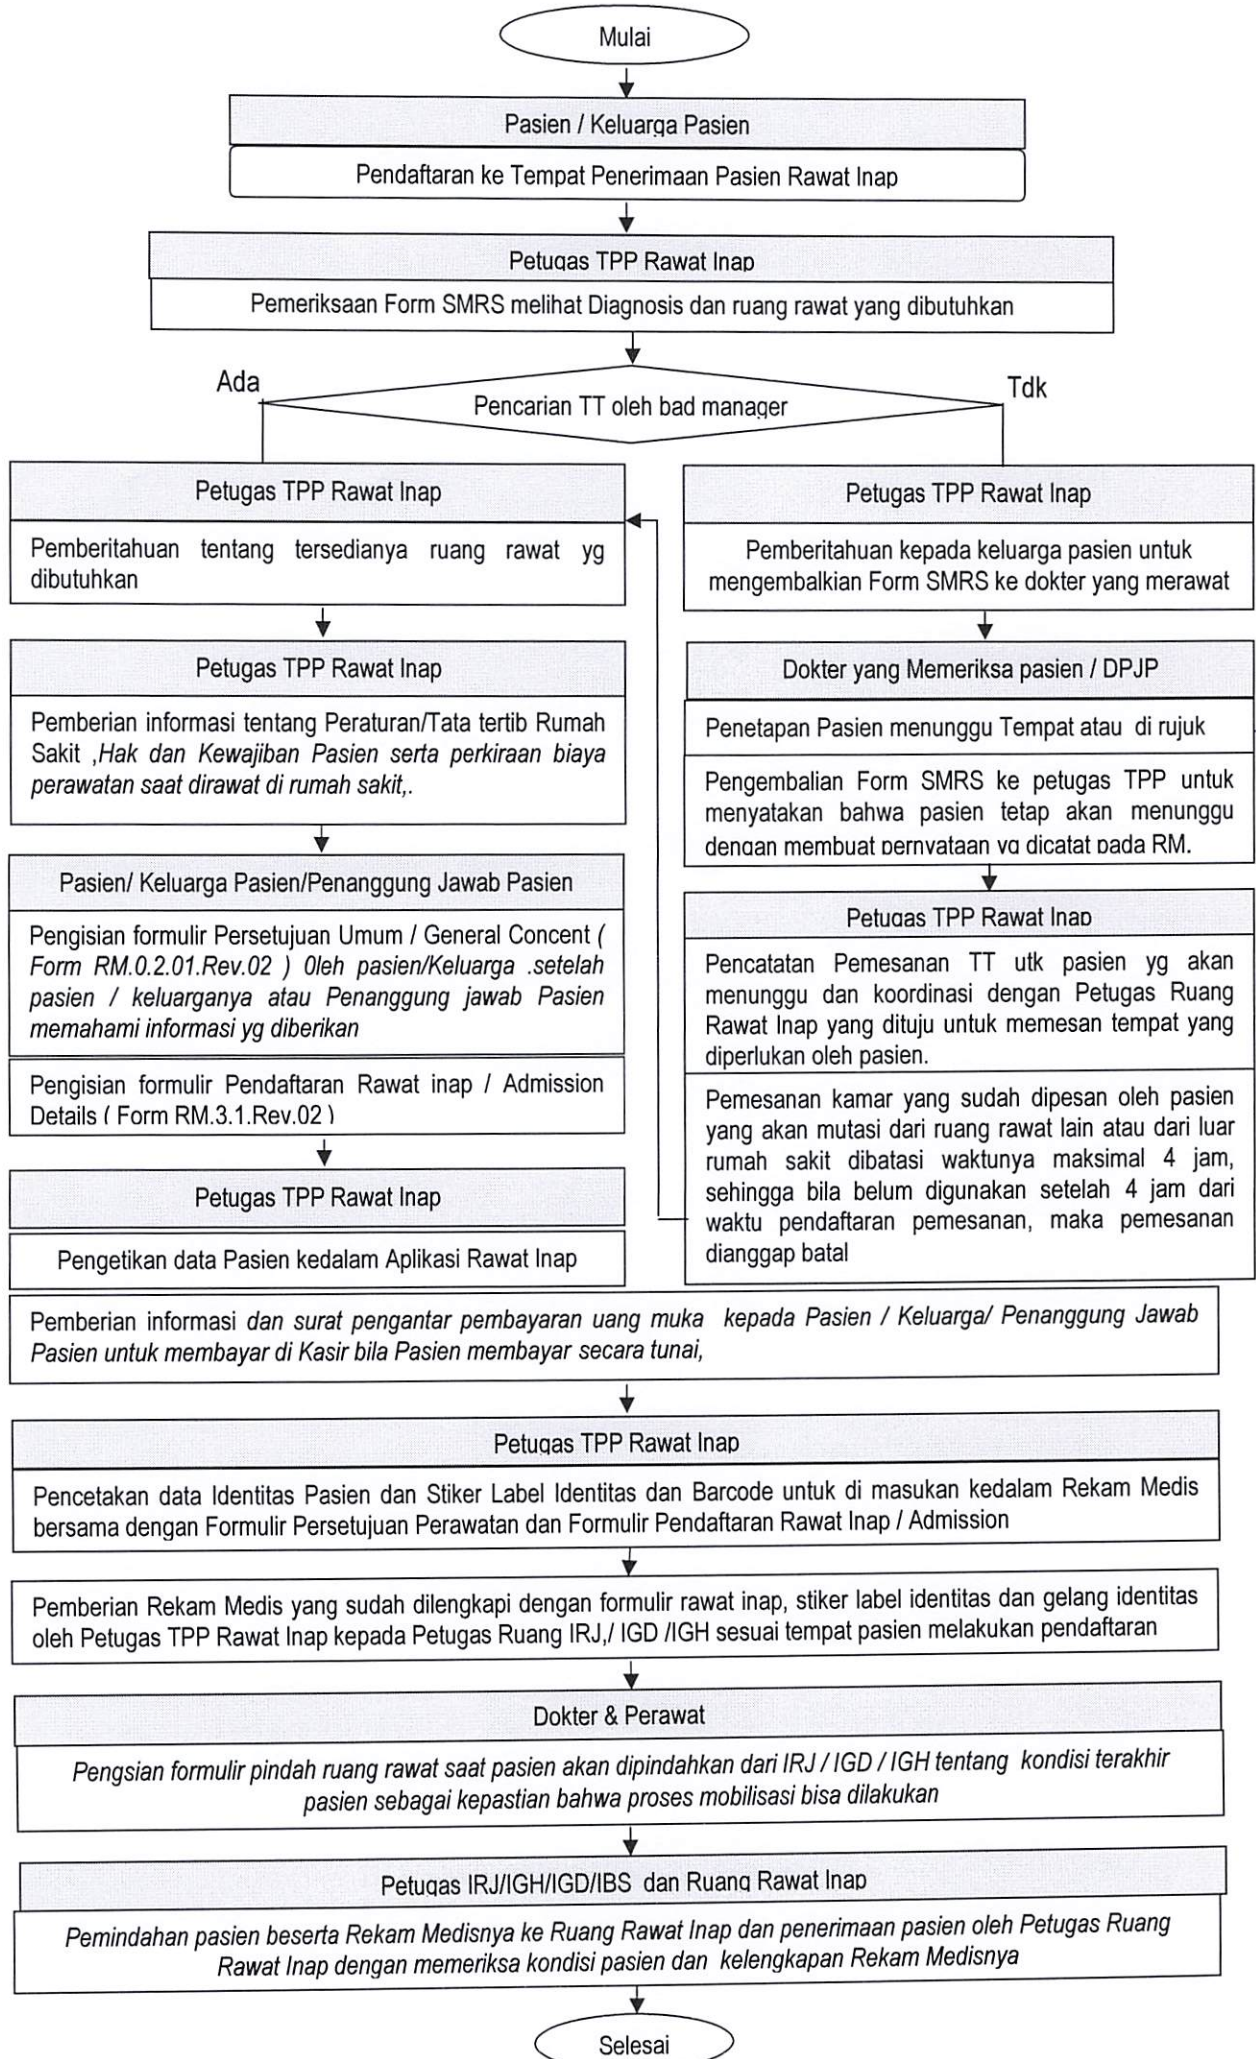 Mulai
Pasien / Keluarga Pasien
Pendaftaran ke Tempat Penerimaan Pasien Rawat Inap
Petugas TPP Rawat Inap
Pemeriksaan Form SMRS melihat Diagnosis dan ruang rawat yang dibutuhkan
Ada
Pencarian TT oleh bad manager
Tdk
Petugas TPP Rawat Inap
Pemberitahuan tentang tersedianya ruang rawat yg
dibutuhkan
Petugas TPP Rawat Inap
Pemberian informasi tentang Peraturan/Tata tertib Rumah
Sakit ,Hak dan Kewajiban Pasien serta perkiraan biaya
perawatan saat dirawat di rumah sakit,.
Pasien/ Keluarga Pasien/Penanggung Jawab Pasien
Pengisian formulir Persetujuan Umum / General Concent (
Form RM.0.2.01.Rev.02 ) 0leh pasien/Keluarga .setelah
pasien / keluarganya atau Penanggung jawab Pasien
memahami informasi yg diberikan
Pengisian formulir Pendaftaran Rawat inap / Admission
Details ( Form RM.3.1.Rev.02 )
Petugas TPP Rawat Inap
Pengetikan data Pasien kedalam Aplikasi Rawat Inap
Petugas TPP Rawat Inap
Pemberitahuan kepada keluarga pasien untuk
mengembalkian Form SMRS ke dokter yang merawat
Dokter yang Memeriksa pasien / DPJP
Penetapan Pasien menunggu Tempat atau di rujuk
Pengembalian Form SMRS ke petugas TPP untuk
menyatakan bahwa pasien tetap akan menunggu
dengan membuat pernyataan yg dicatat pada RM.
Petugas TPP Rawat Inap
Pencatatan Pemesanan TT utk pasien yg akan
menunggu dan koordinasi dengan Petugas Ruang
Rawat Inap yang dituju untuk memesan tempat yang
diperlukan oleh pasien.
Pemesanan kamar yang sudah dipesan oleh pasien
yang akan mutasi dari ruang rawat lain atau dari luar
rumah sakit dibatasi waktunya maksimal 4 jam,
sehingga bila belum digunakan setelah 4 jam dari
waktu pendaftaran pemesanan, maka pemesanan
dianggap batal
Pemberian informasi dan surat pengantar pembayaran uang muka kepada Pasien / Keluarga/ Penanggung Jawab
Pasien untuk membayar di Kasir bila Pasien membayar secara tunai,
Petugas TPP Rawat Inap
Pencetakan data Identitas Pasien dan Stiker Label Identitas dan Barcode untuk di masukan kedalam Rekam Medis
bersama dengan Formulir Persetujuan Perawatan dan Formulir Pendaftaran Rawat Inap / Admission
Pemberian Rekam Medis yang sudah dilengkapi dengan formulir rawat inap, stiker label identitas dan gelang identitas
oleh Petugas TPP Rawat Inap kepada Petugas Ruang IRJ,/ IGD /IGH sesuai tempat pasien melakukan pendaftaran
Dokter & Perawat
Pengsian formulir pindah ruang rawat saat pasien akan dipindahkan dari IRJ / IGD / IGH tentang kondisi terakhir
pasien sebagai kepastian bahwa proses mobilisasi bisa dilakukan
Petugas IRJ/IGH/IGD/IBS dan Ruang Rawat Inap
Pemindahan pasien beserta Rekam Medisnya ke Ruang Rawat Inap dan penerimaan pasien oleh Petugas Ruang
Rawat Inap dengan memeriksa kondisi pasien dan kelengkapan Rekam Medisnya
Selesai